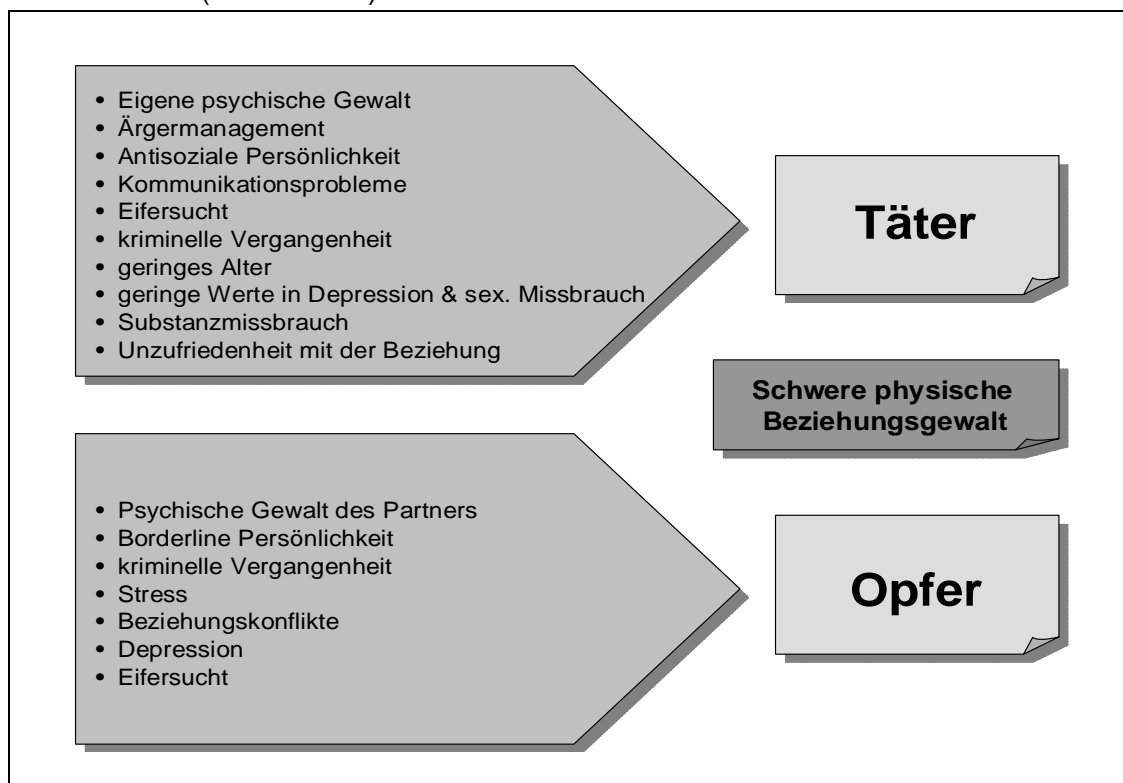 • Eigene psychische Gewalt
• Ärgermanagement
• Antisoziale Persönlichkeit
• Kommunikationsprobleme
• Eifersucht
• kriminelle Vergangenheit
• geringes Alter
• geringe Werte in Depression & sex. Missbrauch
• Substanzmissbrauch
• Unzufriedenheit mit der Beziehung
Täter
Schwere physische
Beziehungsgewalt
• Psychische Gewalt des Partners
• Borderline Persönlichkeit
• kriminelle Vergangenheit
• Stress
• Beziehungskonflikte
• Depression
• Eifersucht
Opfer